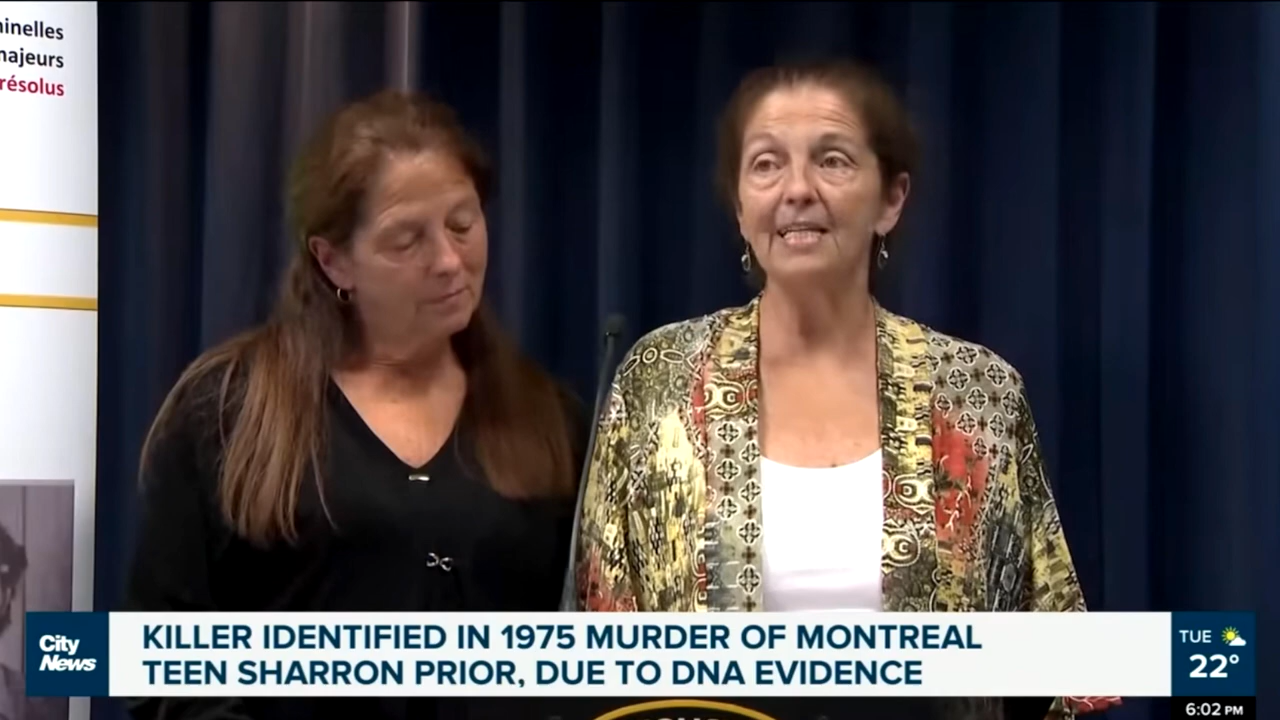 majeurs
résolus
City
News
KILLER IDENTIFIED IN 1975 MURDER OF MONTREAL
TEEN SHARRON PRIOR, DUE TO DNA EVIDENCE
TUE
22°
6:02 PM